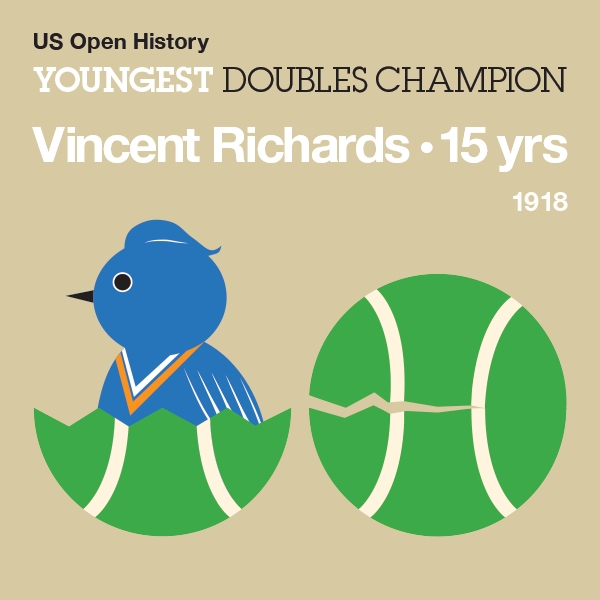 US Open History
YOUNGEST DOUBLES CHAMPION
Vincent Richards • 15 yrs
1918